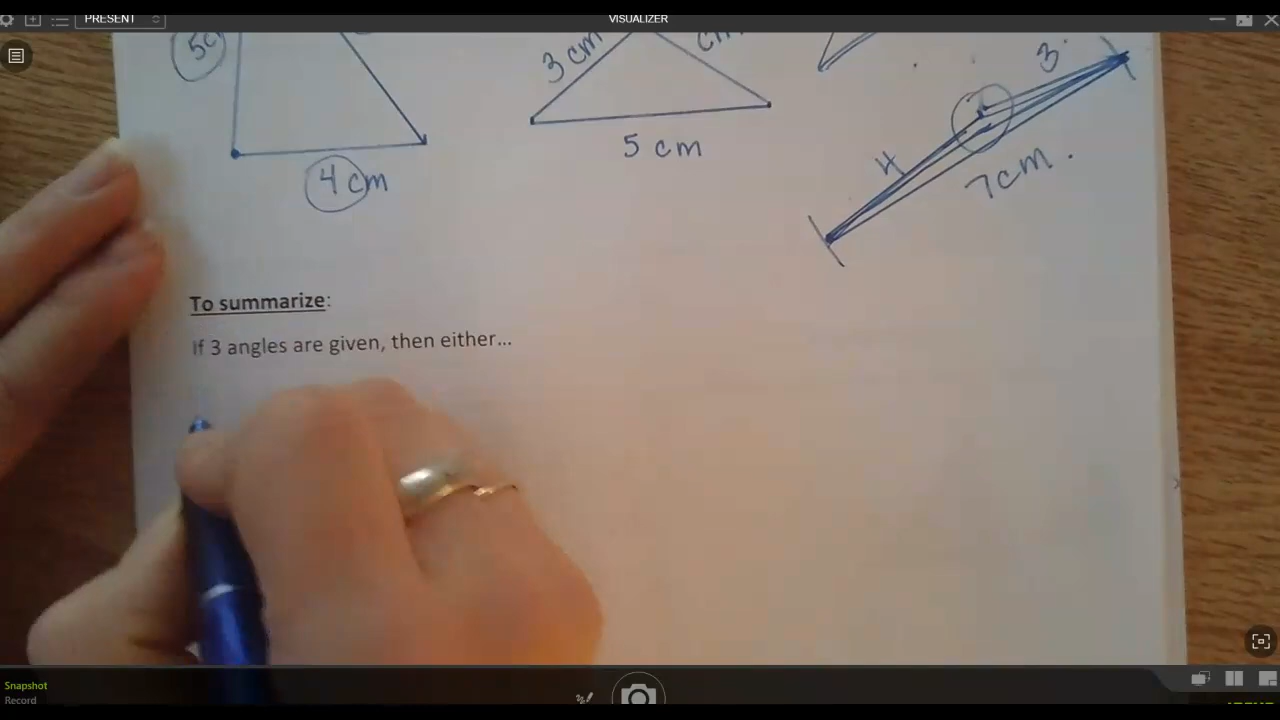 PRESENT
VISUALIZER
3 cm
cm
3
5 cm
4 cm
4
7cm.
To summarize:
If 3 angles are given, then either...
Snapshot
Record